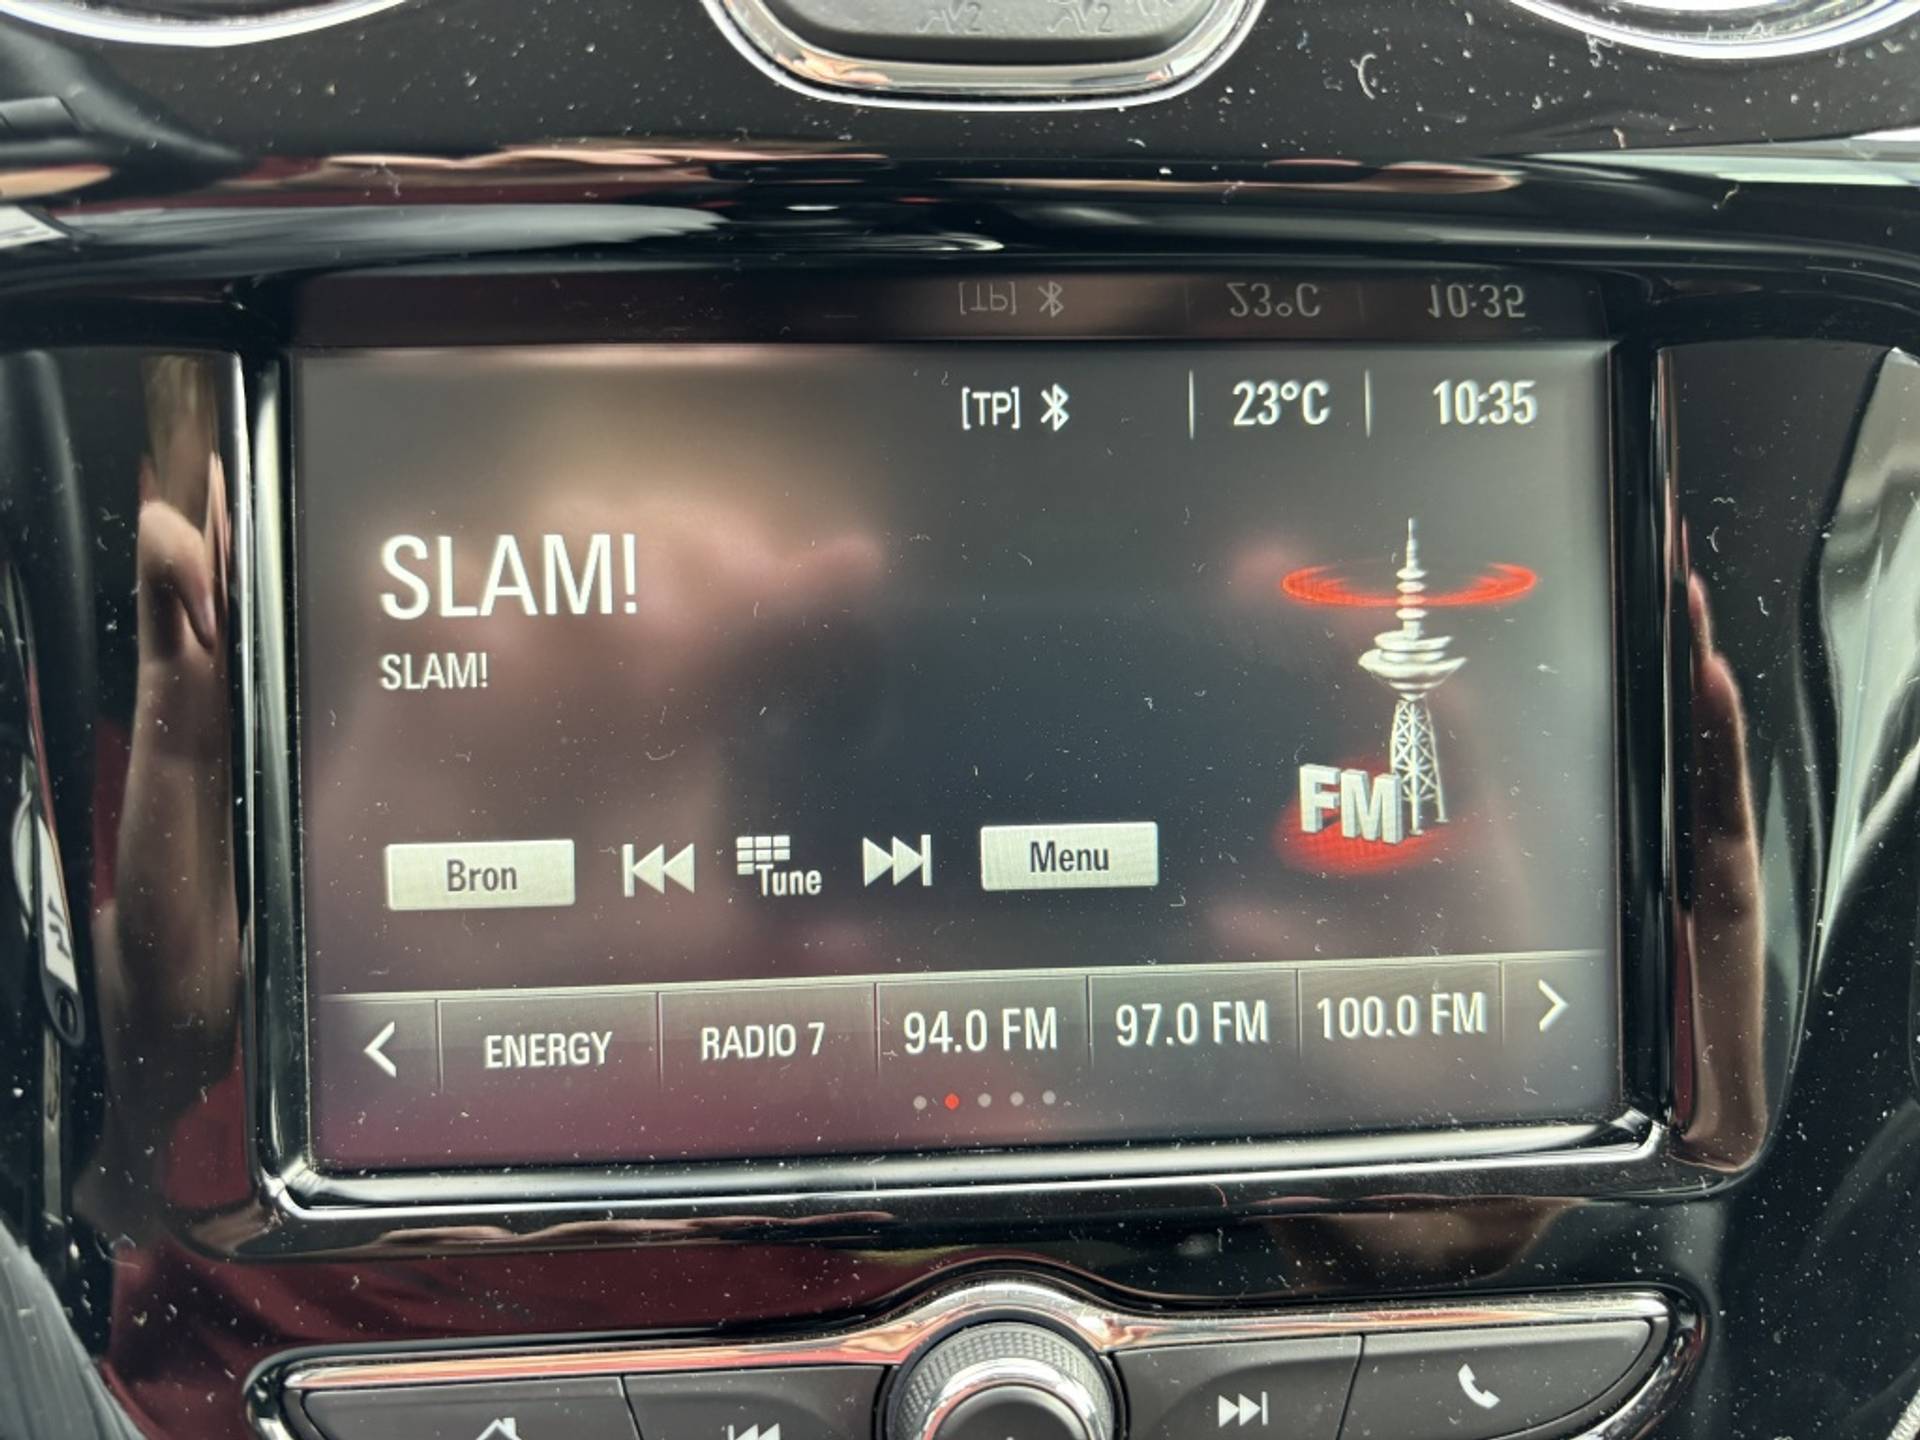 [TP] 23°C 10:35
SLAM!
SLAM!
FM
Bron Tune Menu
ENERGY RADIO 7 94.0 FM 97.0 FM 100.0 FM